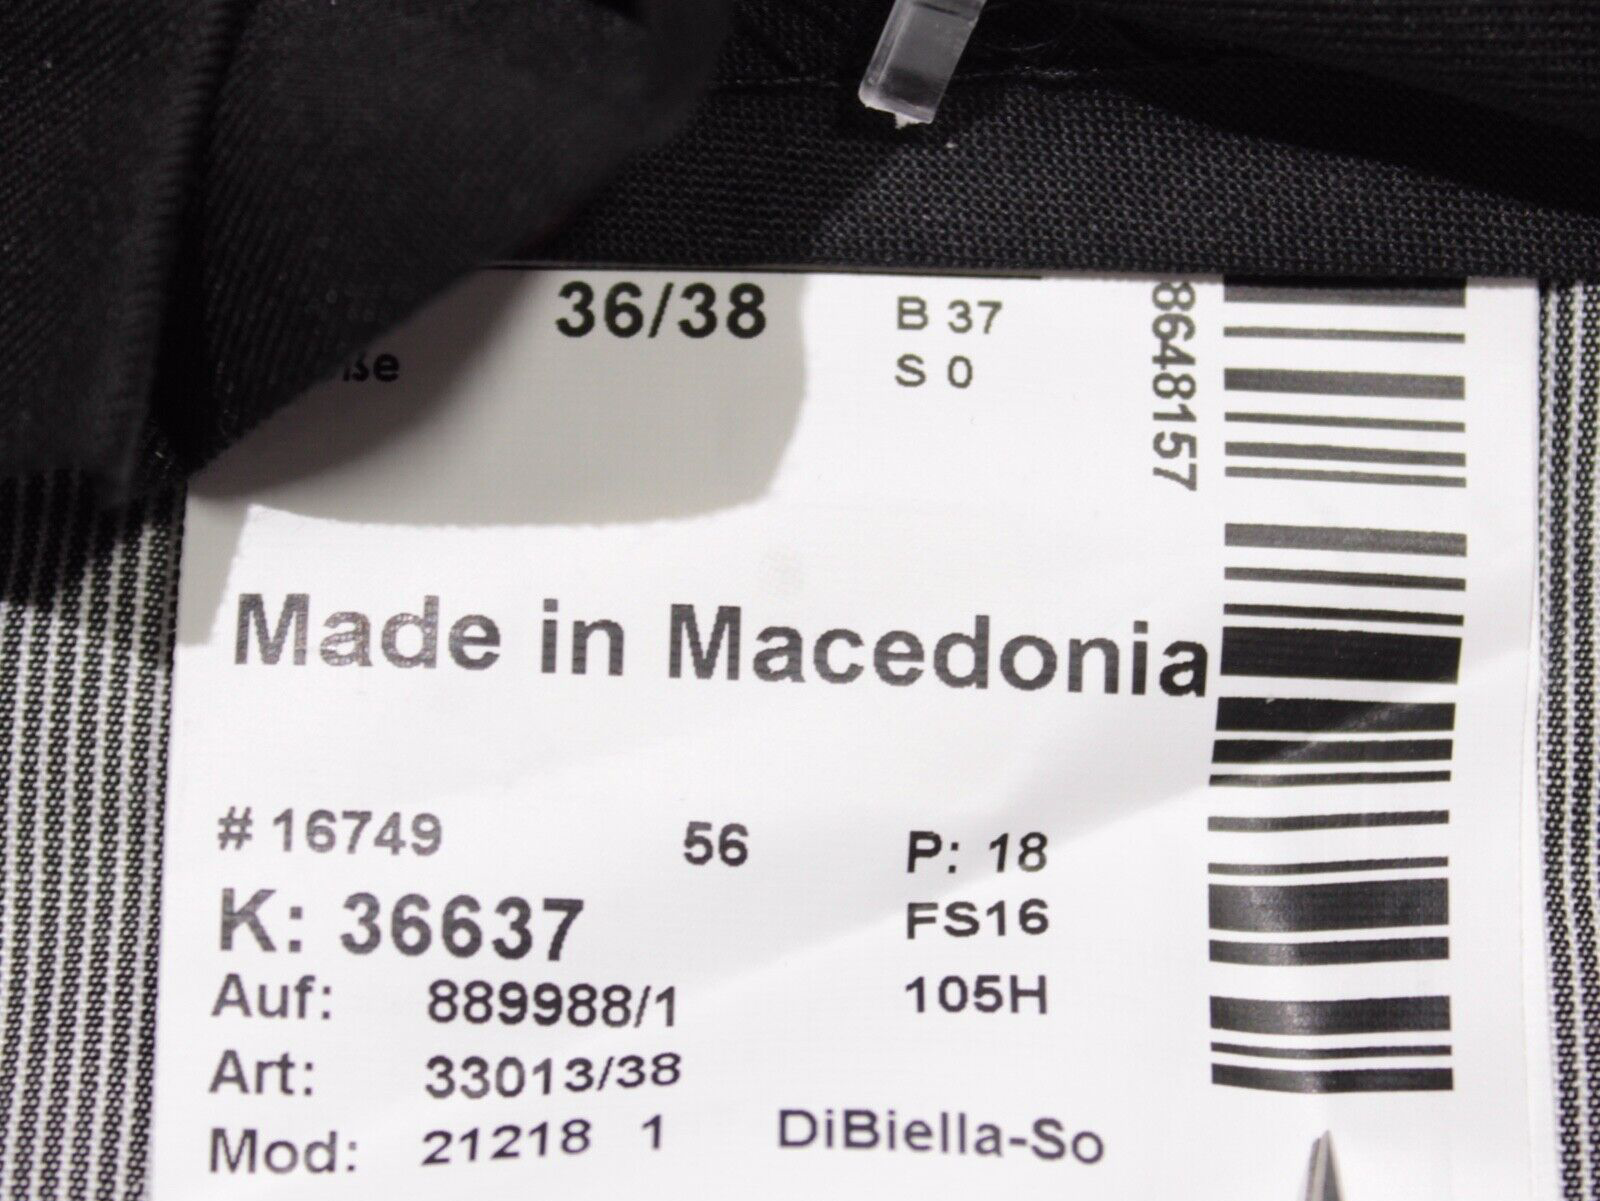 36/38 B 37
S 0
8648157
Made in Macedonia
# 16749 56 P: 18
K: 36637 FS16
Auf: 889988/1 105H
Art: 33013/38
Mod: 21218 1 DiBiella-So